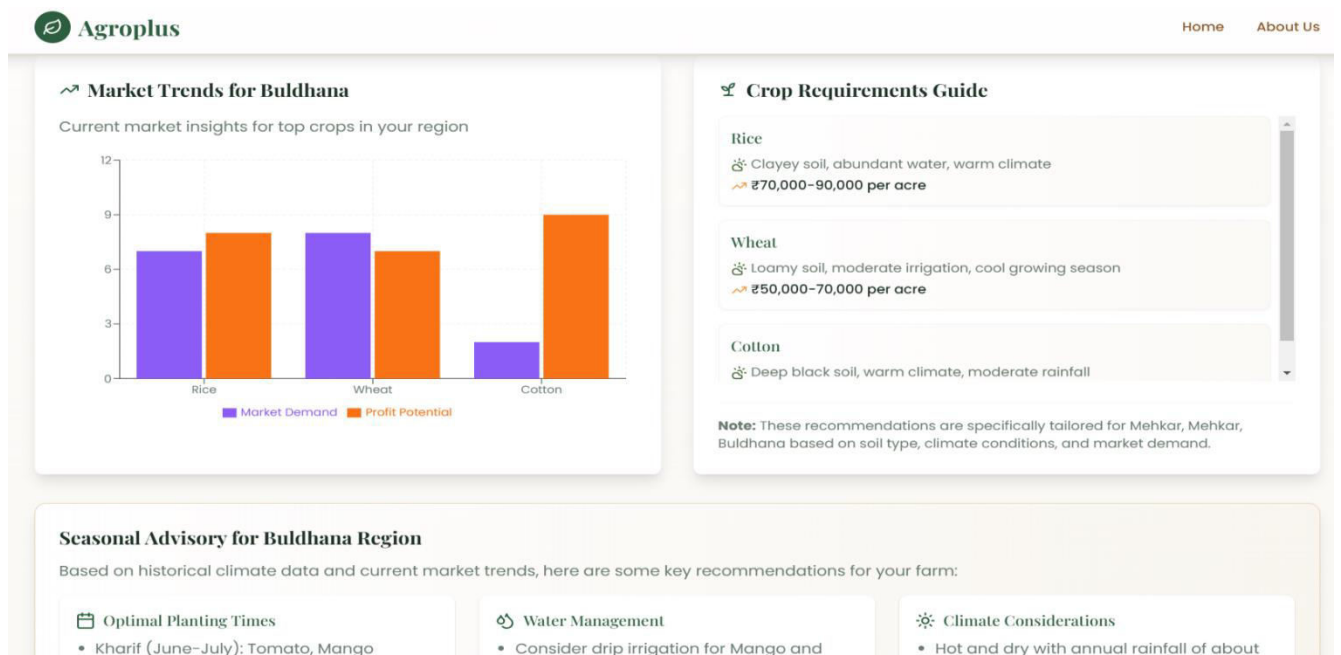 Agroplus
Home
About Us
Market Trends for Buldhana
Current market insights for top crops in your region
12
9
6
3
0
Rice
Wheat
Cotton
Market Demand
Profit Potential
Crop Requirements Guide
Rice
Clayey soil, abundant water, warm climate
₹70,000-90,000 per acre
Wheat
Loamy soil, moderate irrigation, cool growing season
₹50,000-70,000 per acre
Cotton
Deep black soil, warm climate, moderate rainfall
Note: These recommendations are specifically tailored for Mehkar, Mehkar,
Buldhana based on soil type, climate conditions, and market demand.
Seasonal Advisory for Buldhana Region
Based on historical climate data and current market trends, here are some key recommendations for your farm:
Optimal Planting Times
• Kharif (June-July): Tomato, Mango
Water Management
• Consider drip irrigation for Mango and
Climate Considerations
• Hot and dry with annual rainfall of about